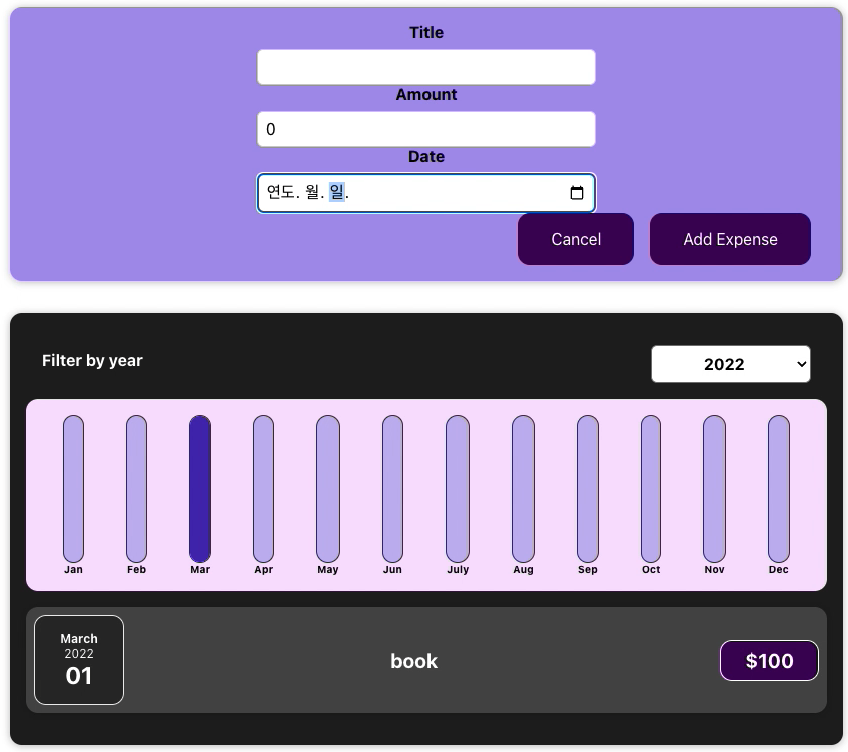 Title
Amount
0
Date
연도. 월. 일.
Cancel Add Expense
Filter by year 2022
Jan Feb Mar Apr May Jun July Aug Sep Oct Nov Dec
March
2022
01
book
$100